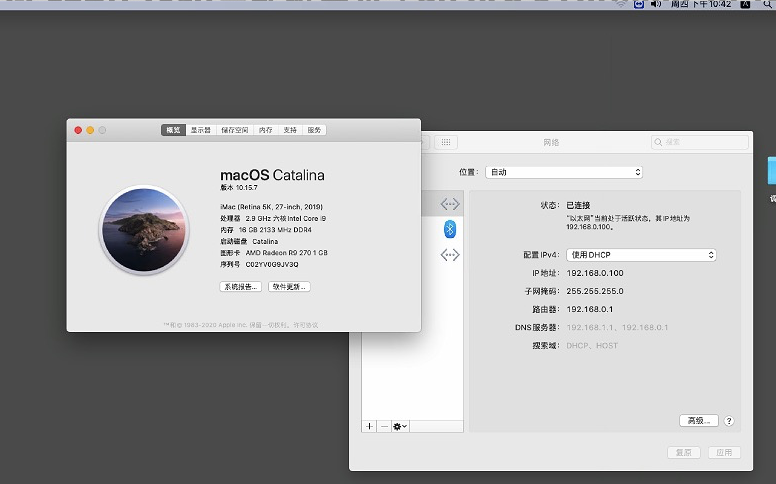 周四下午10:42
概览 显示器 储存空间 内存 支持 服务
macOS Catalina
版本 10.15.7
iMac (Retina 5K, 27-inch, 2019)
处理器 2.9 GHz 六核Intel Core i9
内存 16 GB 2133 MHz DDR4
启动磁盘 Catalina
图形卡 AMD Radeon R9 270 1 GB
序列号 C02YV0G9JV3Q
系统报告... 软件更新...
™和© 1983-2020 Apple Inc. 保留一切权利。许可协议
网络
搜索
位置: 自动
状态: 已连接
“以太网”当前处于活跃状态，其 IP 地址为
192.168.0.100。
配置 IPv4: 使用 DHCP
IP 地址: 192.168.0.100
子网掩码: 255.255.255.0
路由器: 192.168.0.1
DNS 服务器: 192.168.1.1、192.168.0.1
搜索域: DHCP、HOST
高级... ?
复原 应用